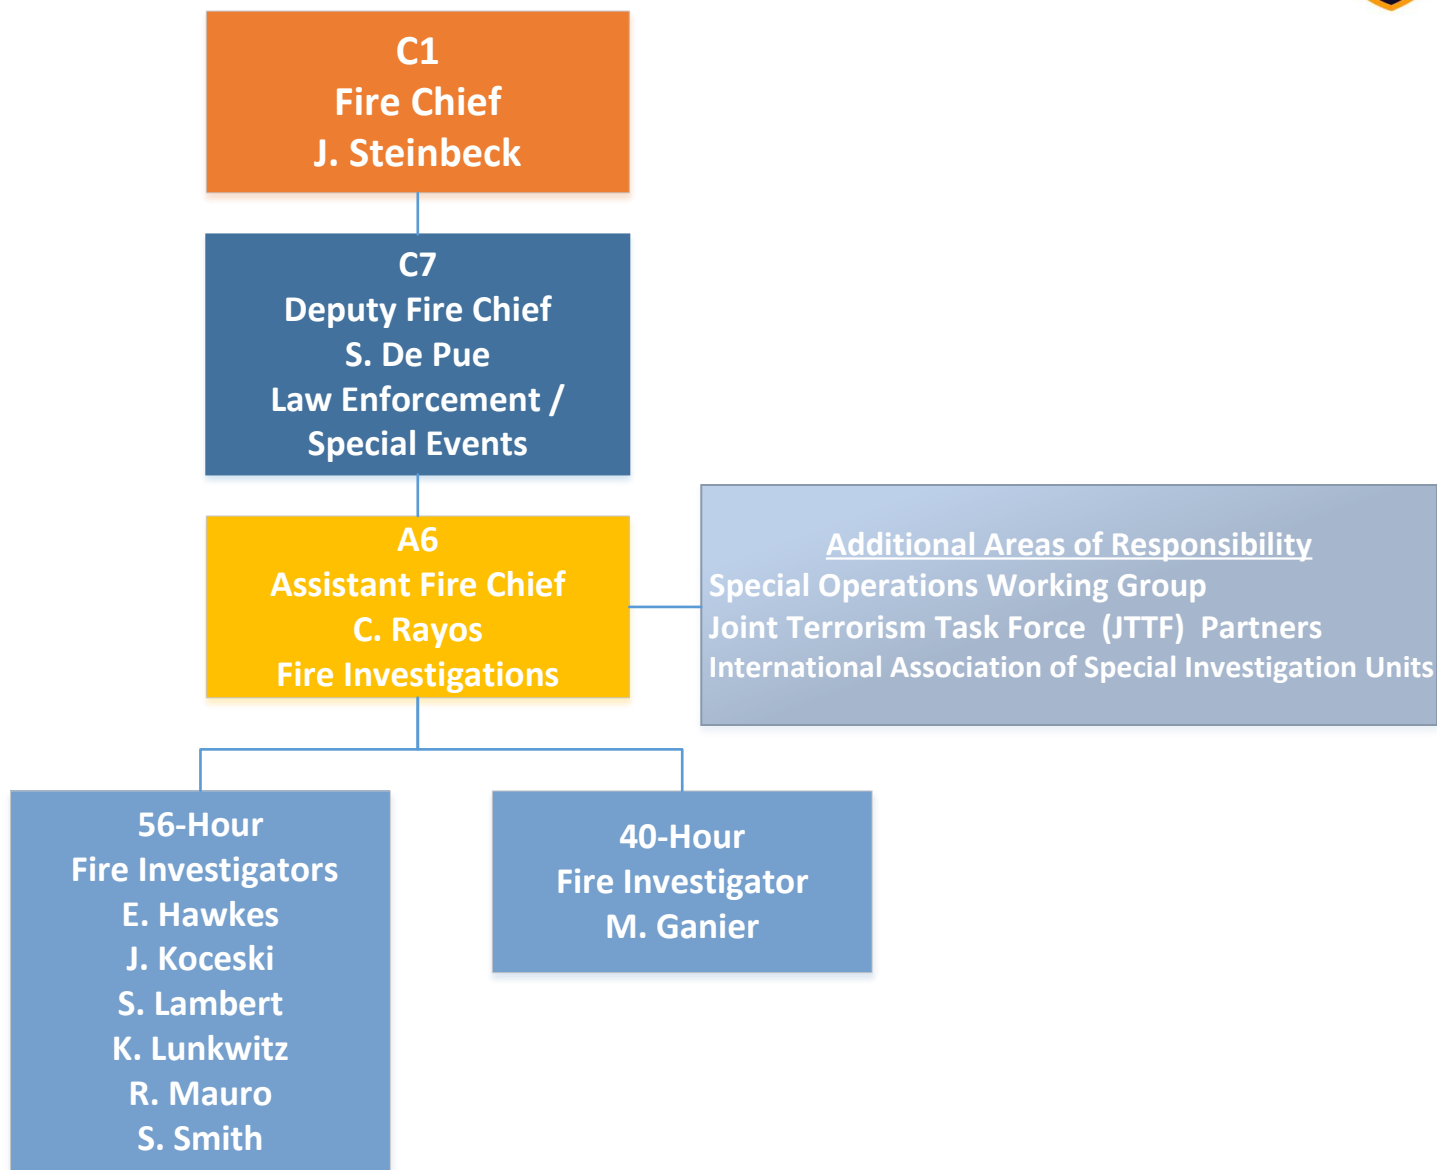 C1
Fire Chief
J. Steinbeck
C7
Deputy Fire Chief
S. De Pue
Law Enforcement /
Special Events
A6
Assistant Fire Chief
C. Rayos
Fire Investigations
Additional Areas of Responsibility
Special Operations Working Group
Joint Terrorism Task Force (JTTF) Partners
International Association of Special Investigation Units
56-Hour
Fire Investigators
E. Hawkes
J. Koceski
S. Lambert
K. Lunkwitz
R. Mauro
S. Smith
40-Hour
Fire Investigator
M. Ganier